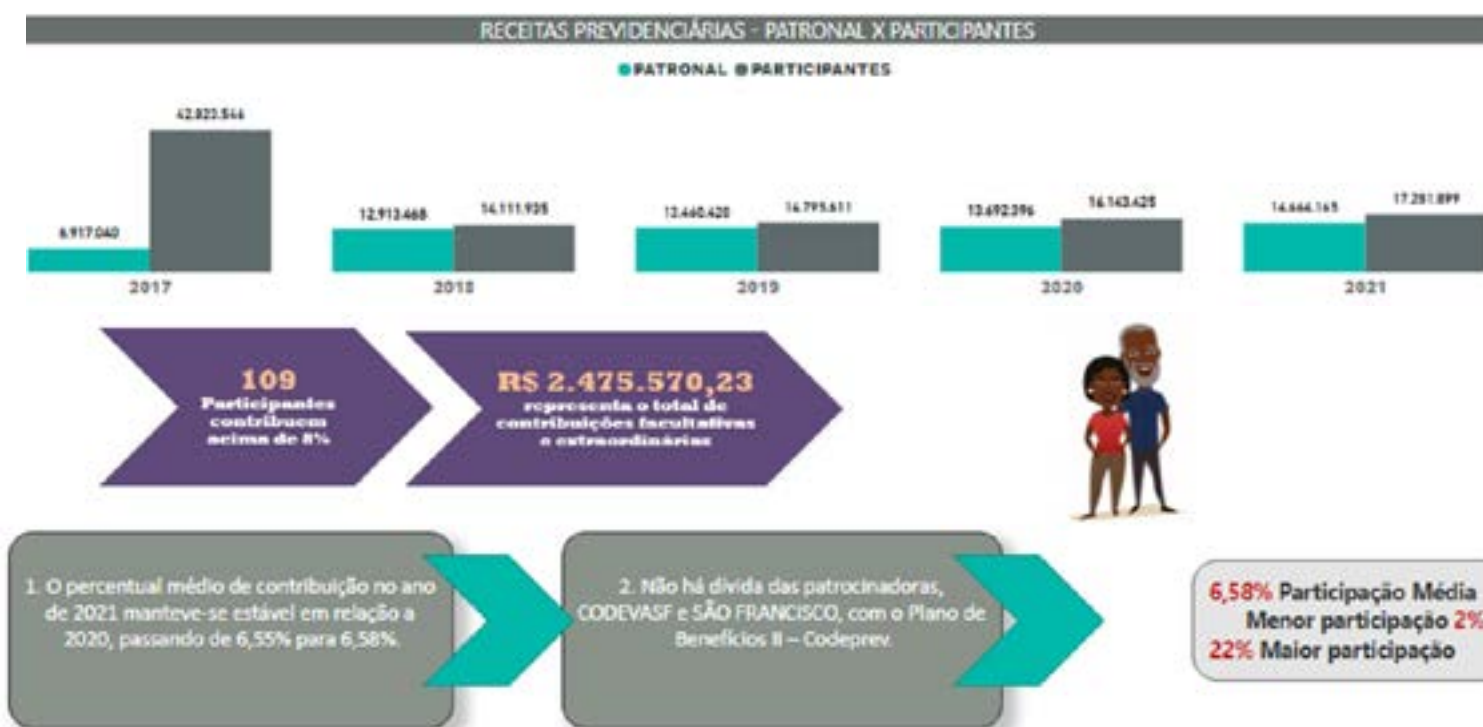 RECEITAS PREVIDENCIÁRIAS - PATRONAL X PARTICIPANTES
PATRONAL PARTICIPANTES
6.917.040
42.823.546
2017
12.913.468
14.111.935
2018
13.460.420
14.795.611
2019
13.692.396
16.143.425
2020
14.664.165
17.281.899
2021
109
Participantes
contribuem
acima de 8%
R$ 2.475.570,23
representa o total de
contribuições facultativas
e extraordinárias
1. O percentual médio de contribuição no ano
de 2021 manteve-se estável em relação a
2020, passando de 6,55% para 6,58%.
2. Não há dívida das patrocinadoras,
CODEVASF e SÃO FRANCISCO, com o Plano de
Benefícios II – Codeprev.
6,58% Participação Média
Menor participação 2%
22% Maior participação